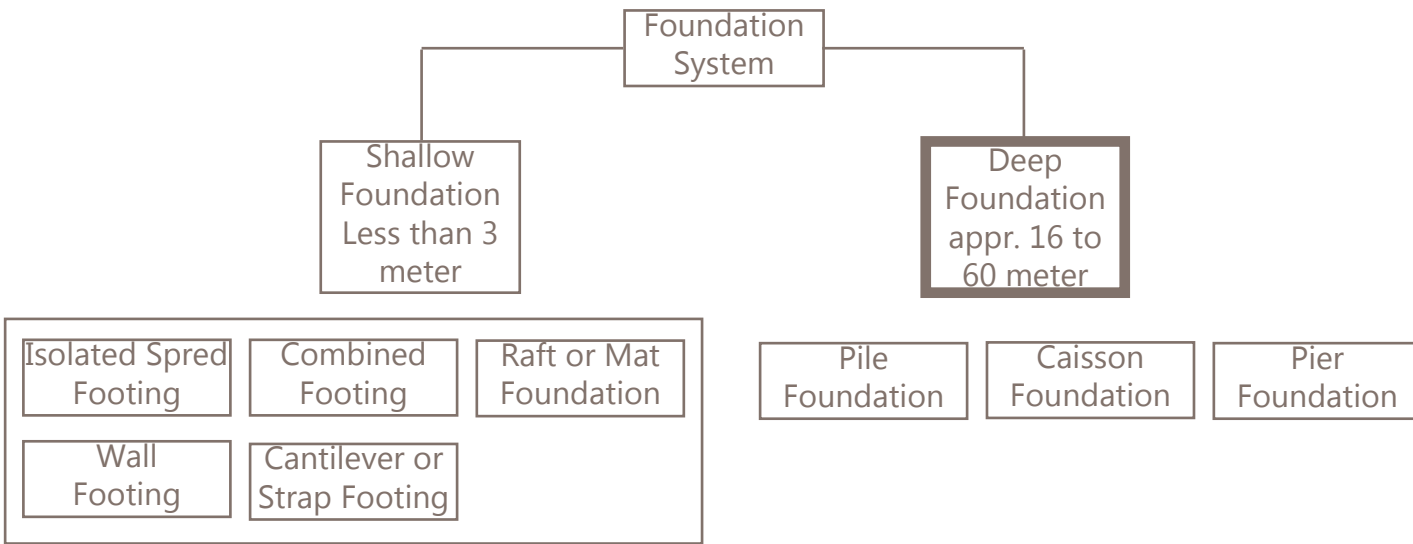 Foundation
System
Shallow
Foundation
Less than 3
meter
Deep
Foundation
appr. 16 to
60 meter
Isolated Spred
Footing
Combined
Footing
Raft or Mat
Foundation
Pile
Foundation
Caisson
Foundation
Pier
Foundation
Wall
Footing
Cantilever or
Strap Footing